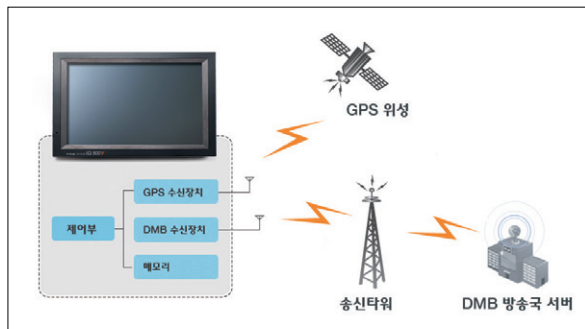 GPS 위성
GPS 수신장치
제어부
DMB 수신장치
메모리
송신타워
DMB 방송국 서버